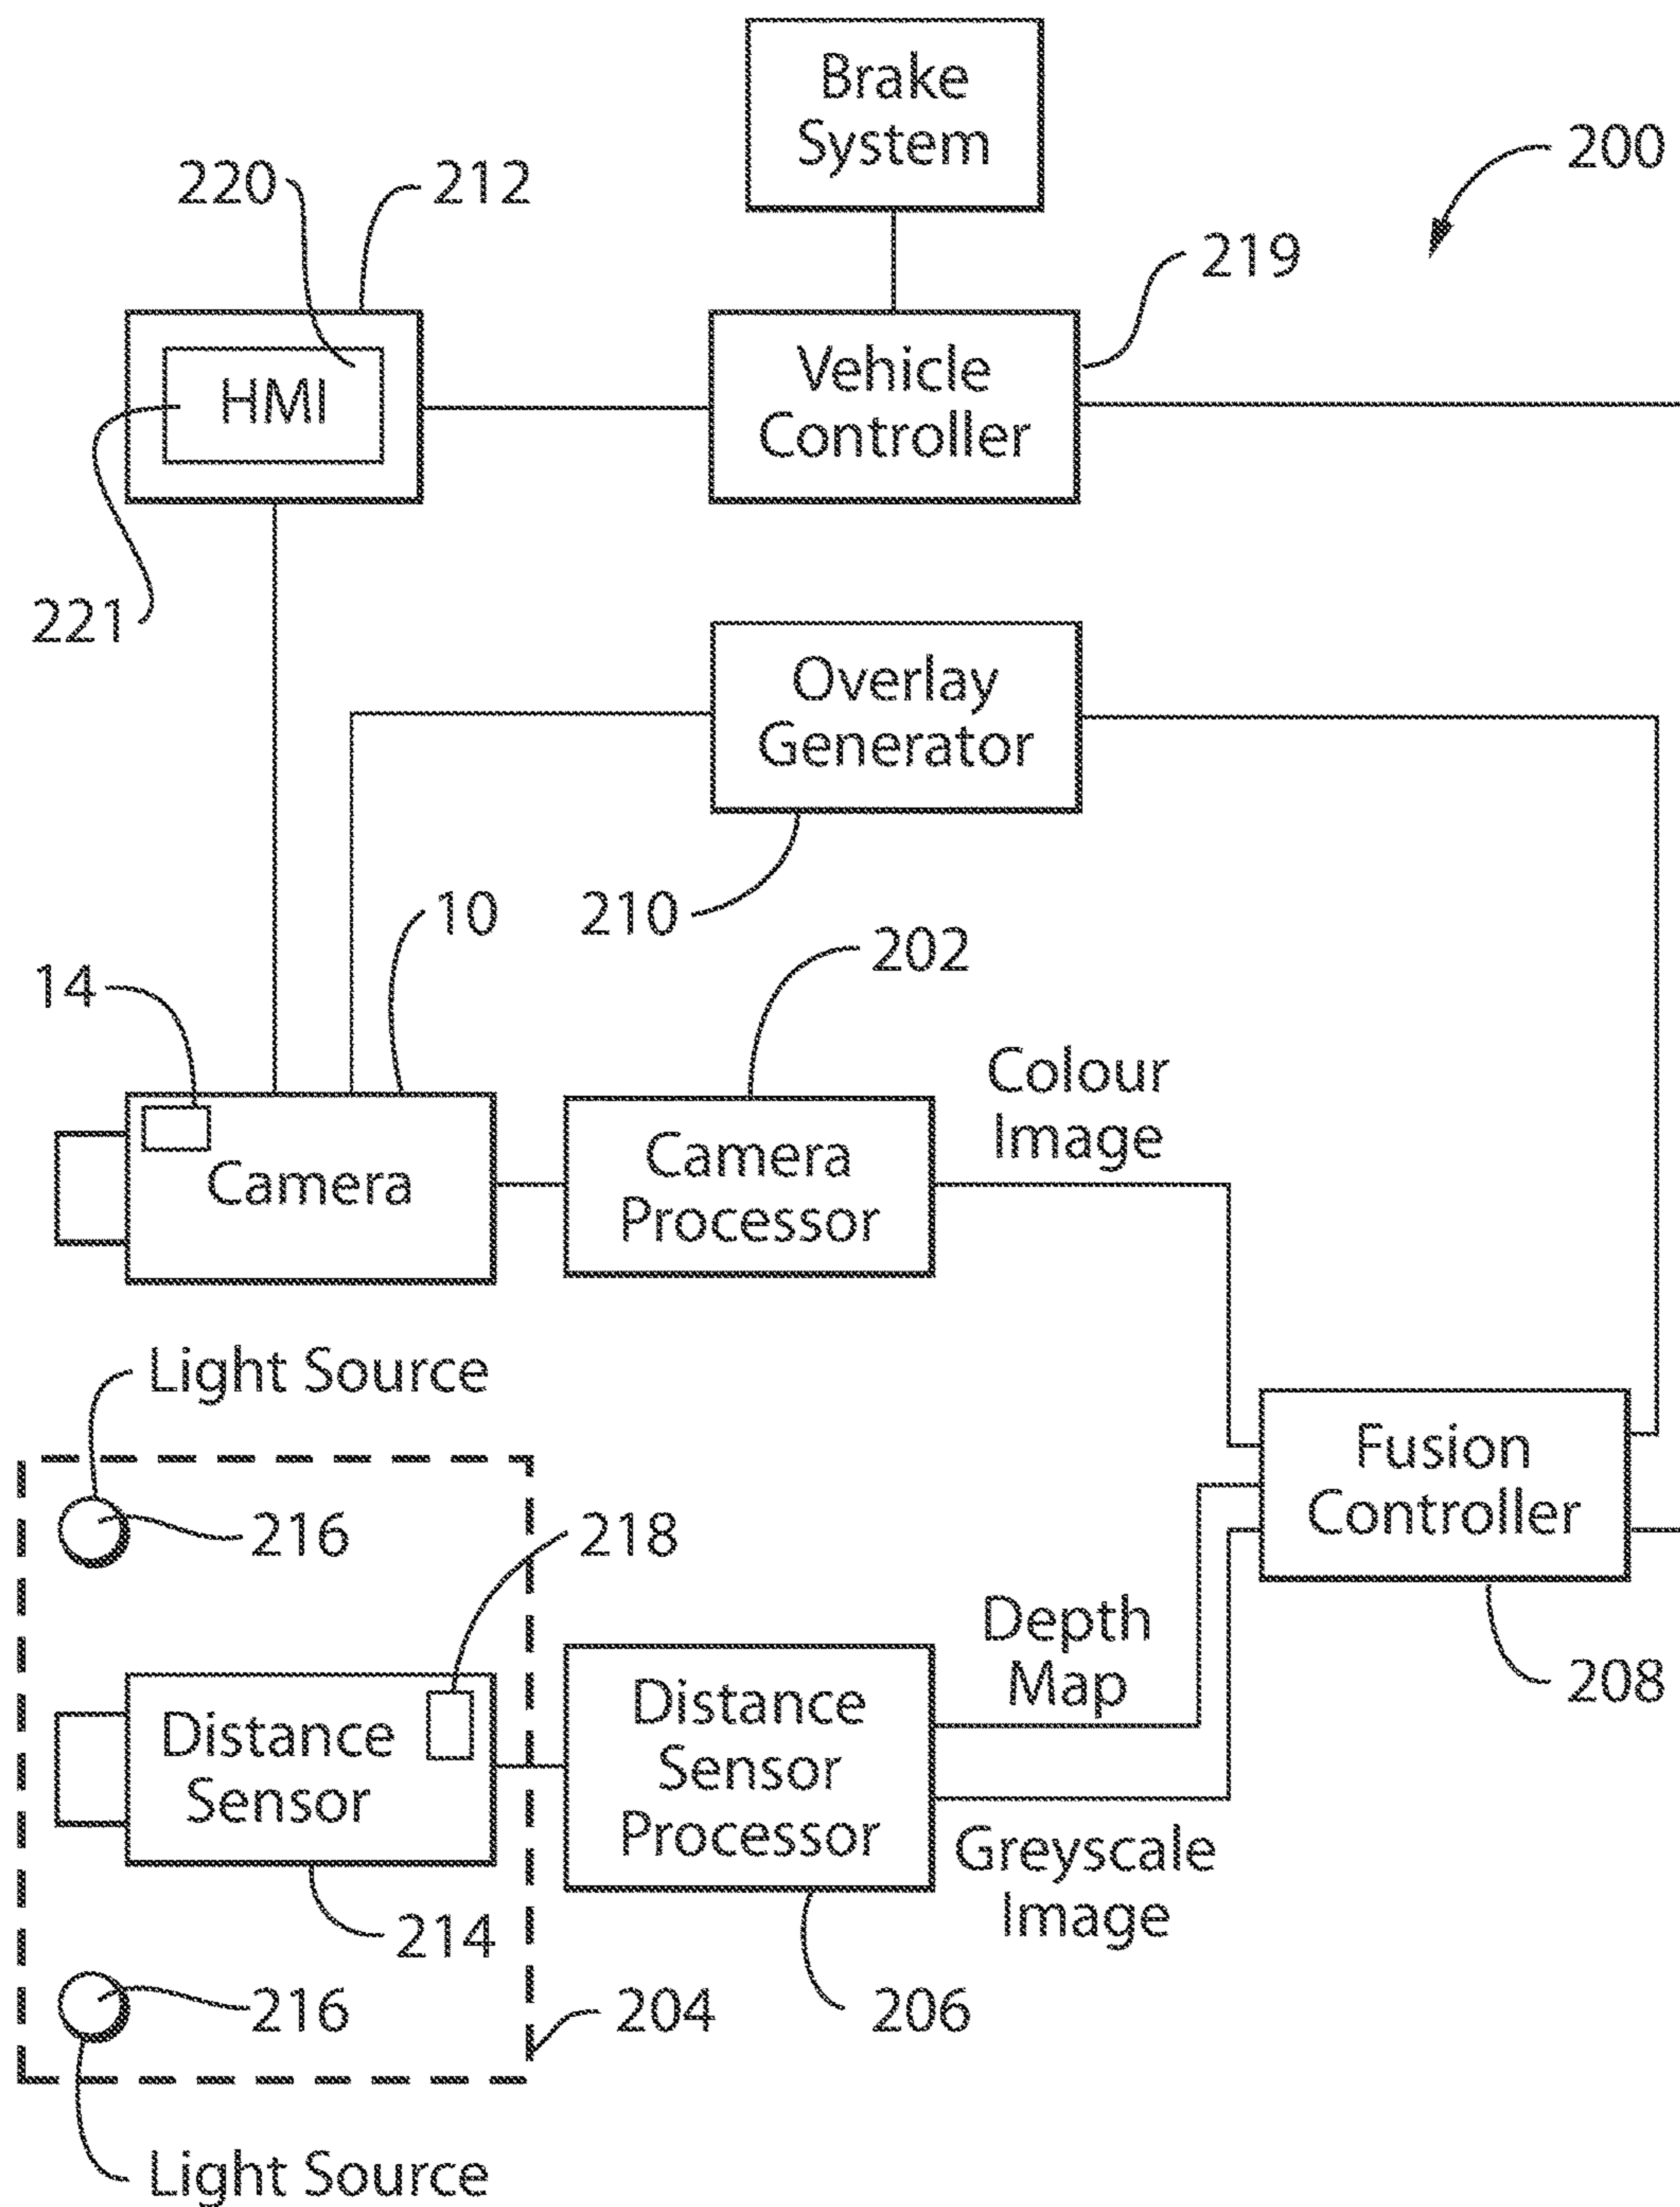 Brake
System
200
220
212
219
HMI
Vehicle
Controller
221
Overlay
Generator
10
210
202
14
Colour
Image
Camera
Camera
Processor
Light Source
Fusion
Controller
216
218
Depth
Map
208
Distance
Sensor
Distance
Sensor
Processor
Greyscale
Image
214
216
204
206
Light Source